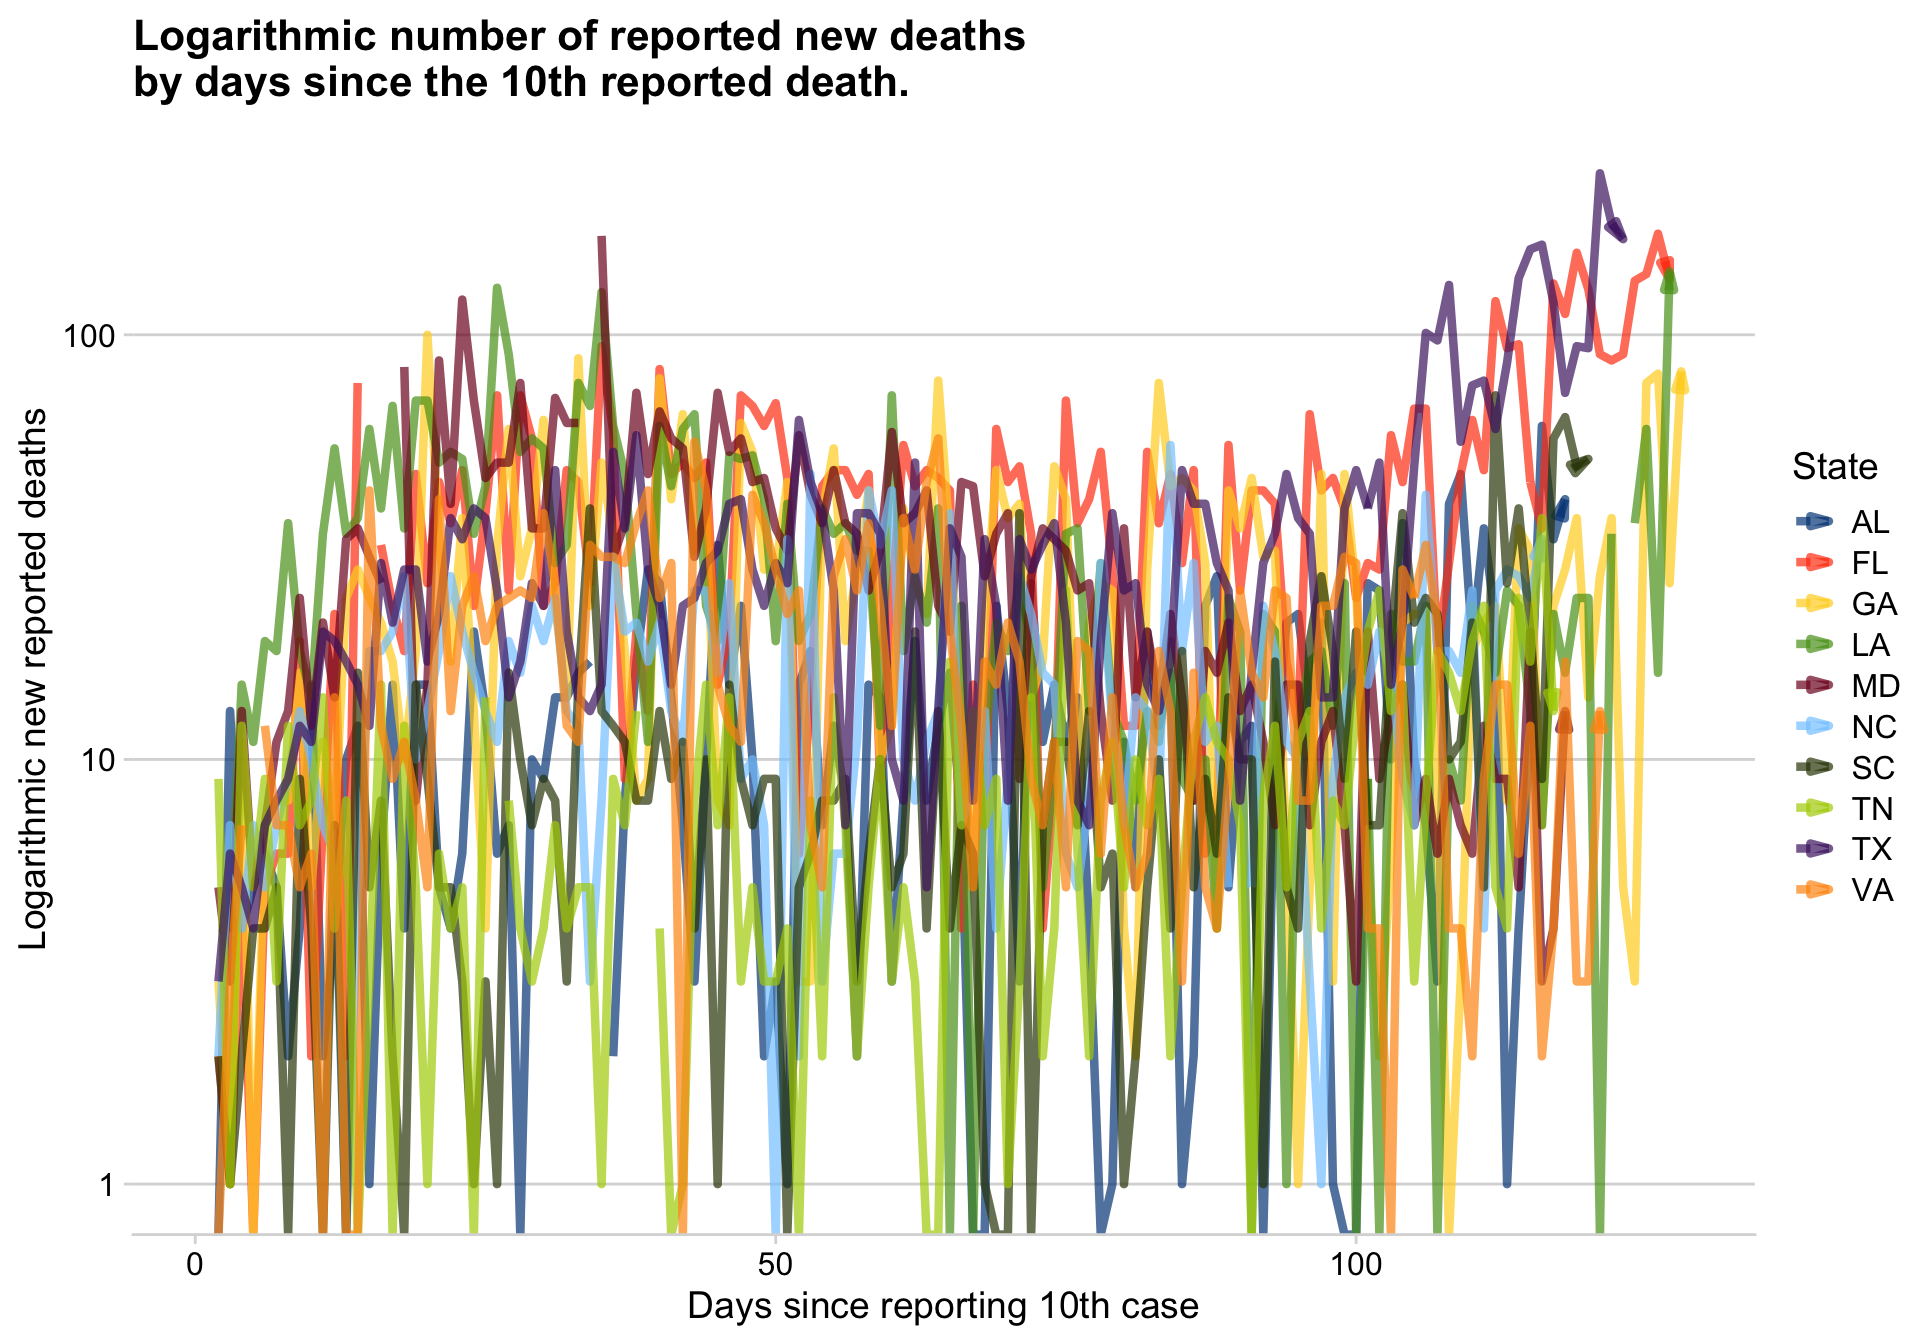 Logarithmic number of reported new deaths
by days since the 10th reported death.
Logarithmic new reported deaths
100
10
1
0
50
100
Days since reporting 10th case
State
AL
FL
GA
LA
MD
NC
SC
TN
TX
VA